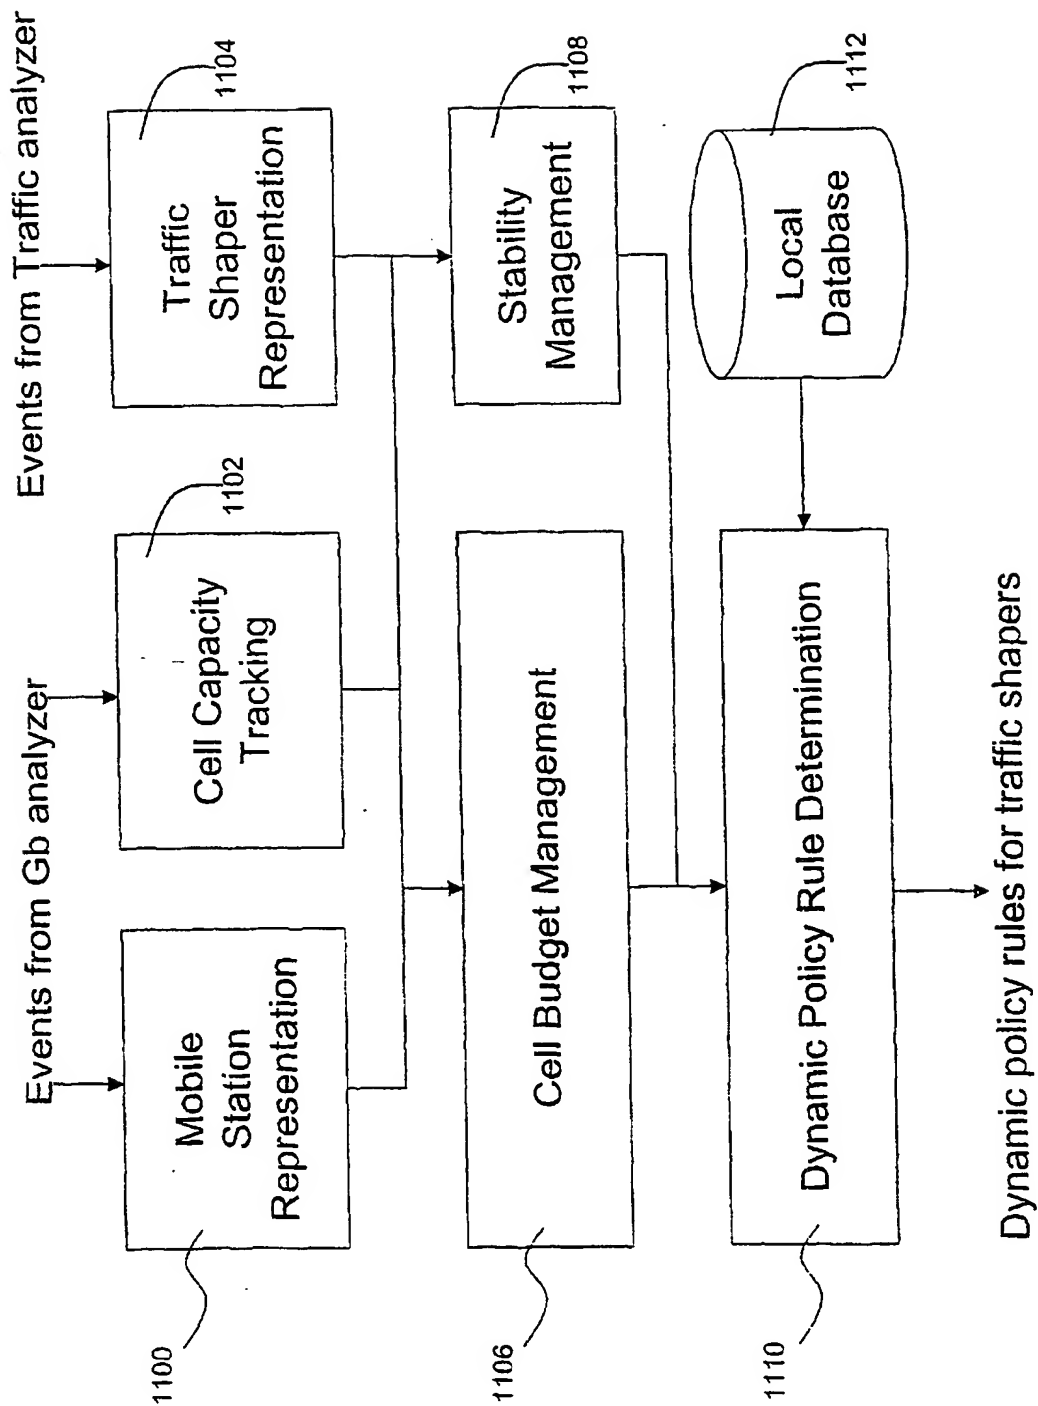 Events from Gb analyzer
Events from Traffic analyzer
Mobile
Station
Representation
1100
Cell Capacity
Tracking
1102
Traffic
Shaper
Representation
1104
Cell Budget Management
1106
Stability
Management
1108
Dynamic Policy Rule Determination
1110
Local
Database
1112
Dynamic policy rules for traffic shapers